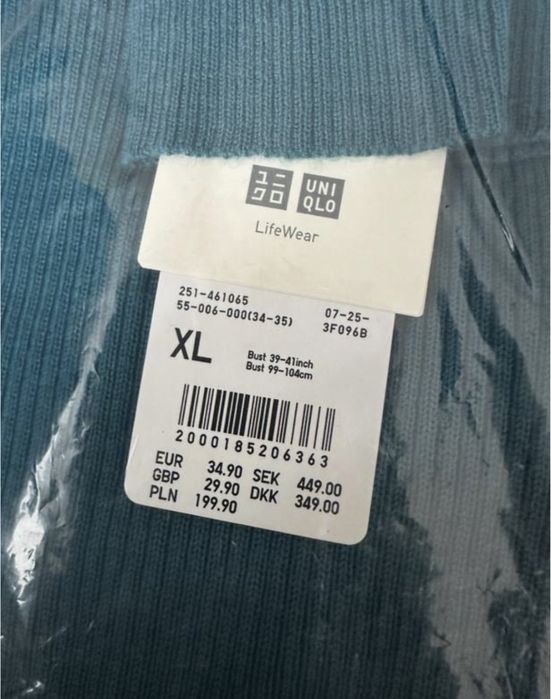 ユニ
クロ
UNI
QLO
LifeWear
251-461065 07-25-
55-006-000(34-35) 3F096B
XL
Bust 39-41inch
Bust 99-104cm
2000185206363
EUR 34.90 SEK 449.00
GBP 29.90 DKK 349.00
PLN 199.90